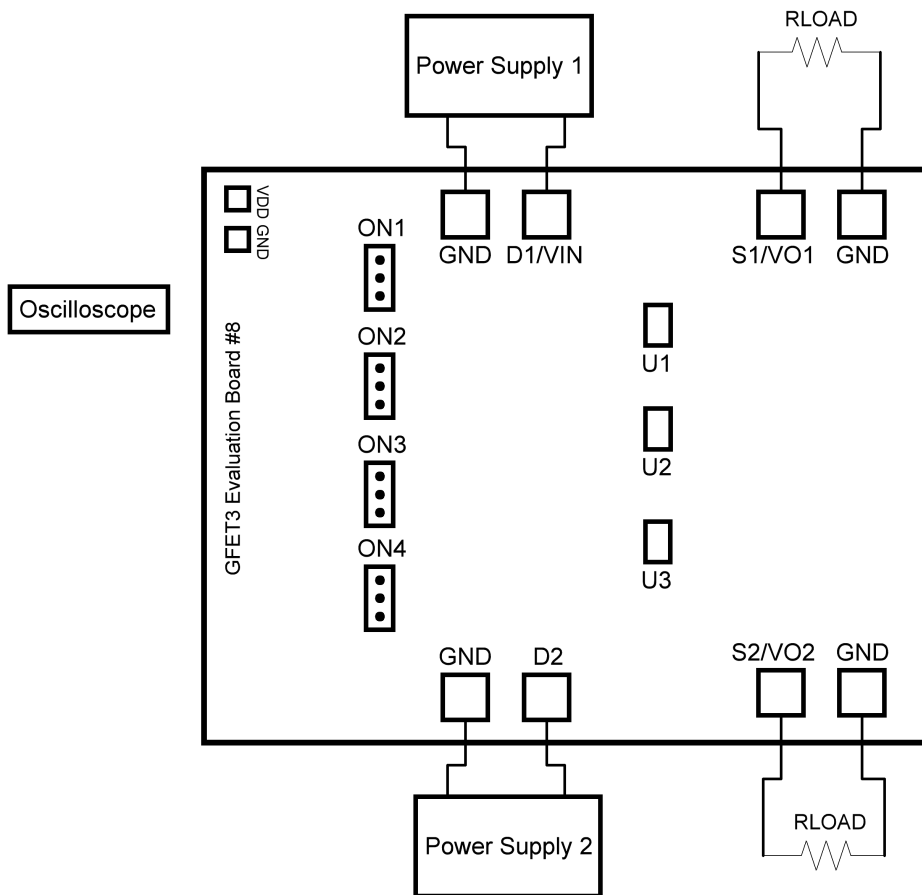 RLOAD
Power Supply 1
VDD
GND
ON1
GND
D1/VIN
S1/VO1
GND
Oscilloscope
GFET3 Evaluation Board #8
ON2
U1
ON3
U2
ON4
U3
GND
D2
S2/VO2
GND
Power Supply 2
RLOAD